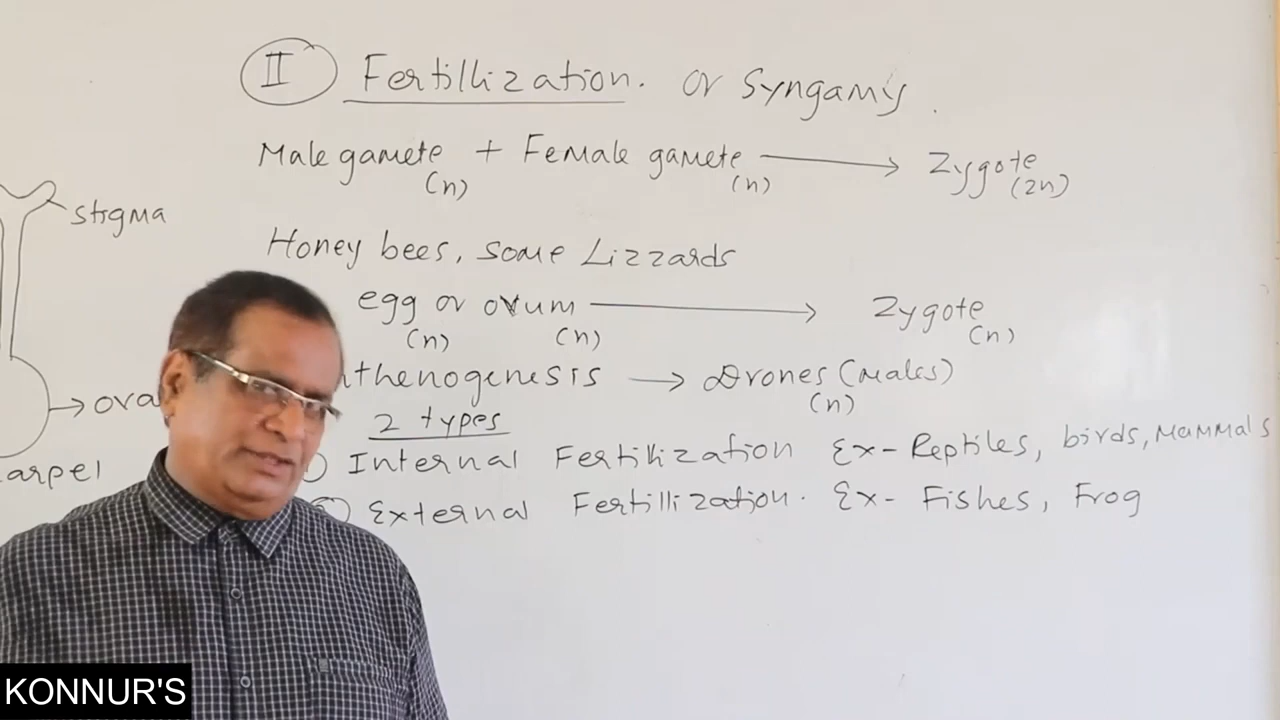 II Fertillization. or Syngamy.
Male gamete + Female gamete → Zygote
(n) (n) (2n)
stigma
Honey bees, some Lizzards
egg or ovum → Zygote
(n) (n) (n)
thenogenesis → Drones (Males)
(n)
ova
2 types
Internal Fertilization Ex- Reptiles, birds, Mammals
arpel
External Fertillization. Ex- Fishes, Frog
KONNUR'S